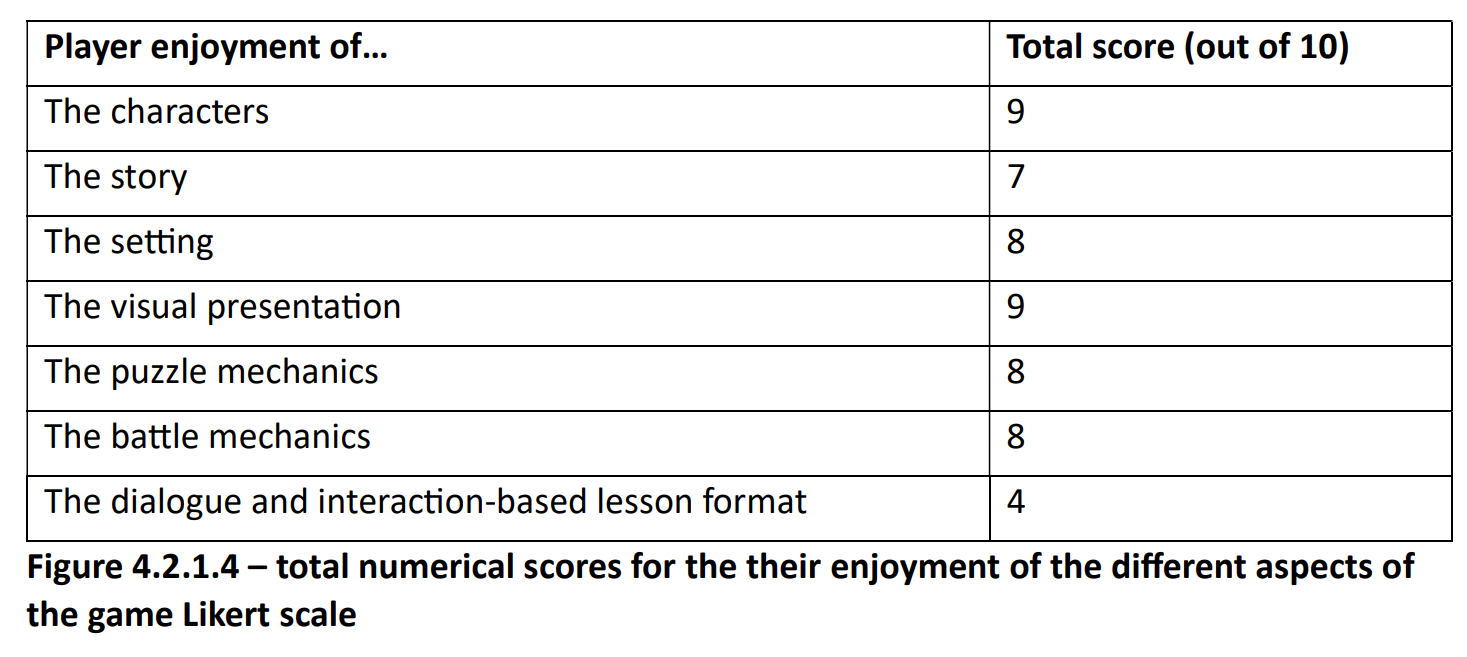 Player enjoyment of… Total score (out of 10)
The characters 9
The story 7
The setting 8
The visual presentation 9
The puzzle mechanics 8
The battle mechanics 8
The dialogue and interaction-based lesson format 4
Figure 4.2.1.4 – total numerical scores for the their enjoyment of the different aspects of
the game Likert scale